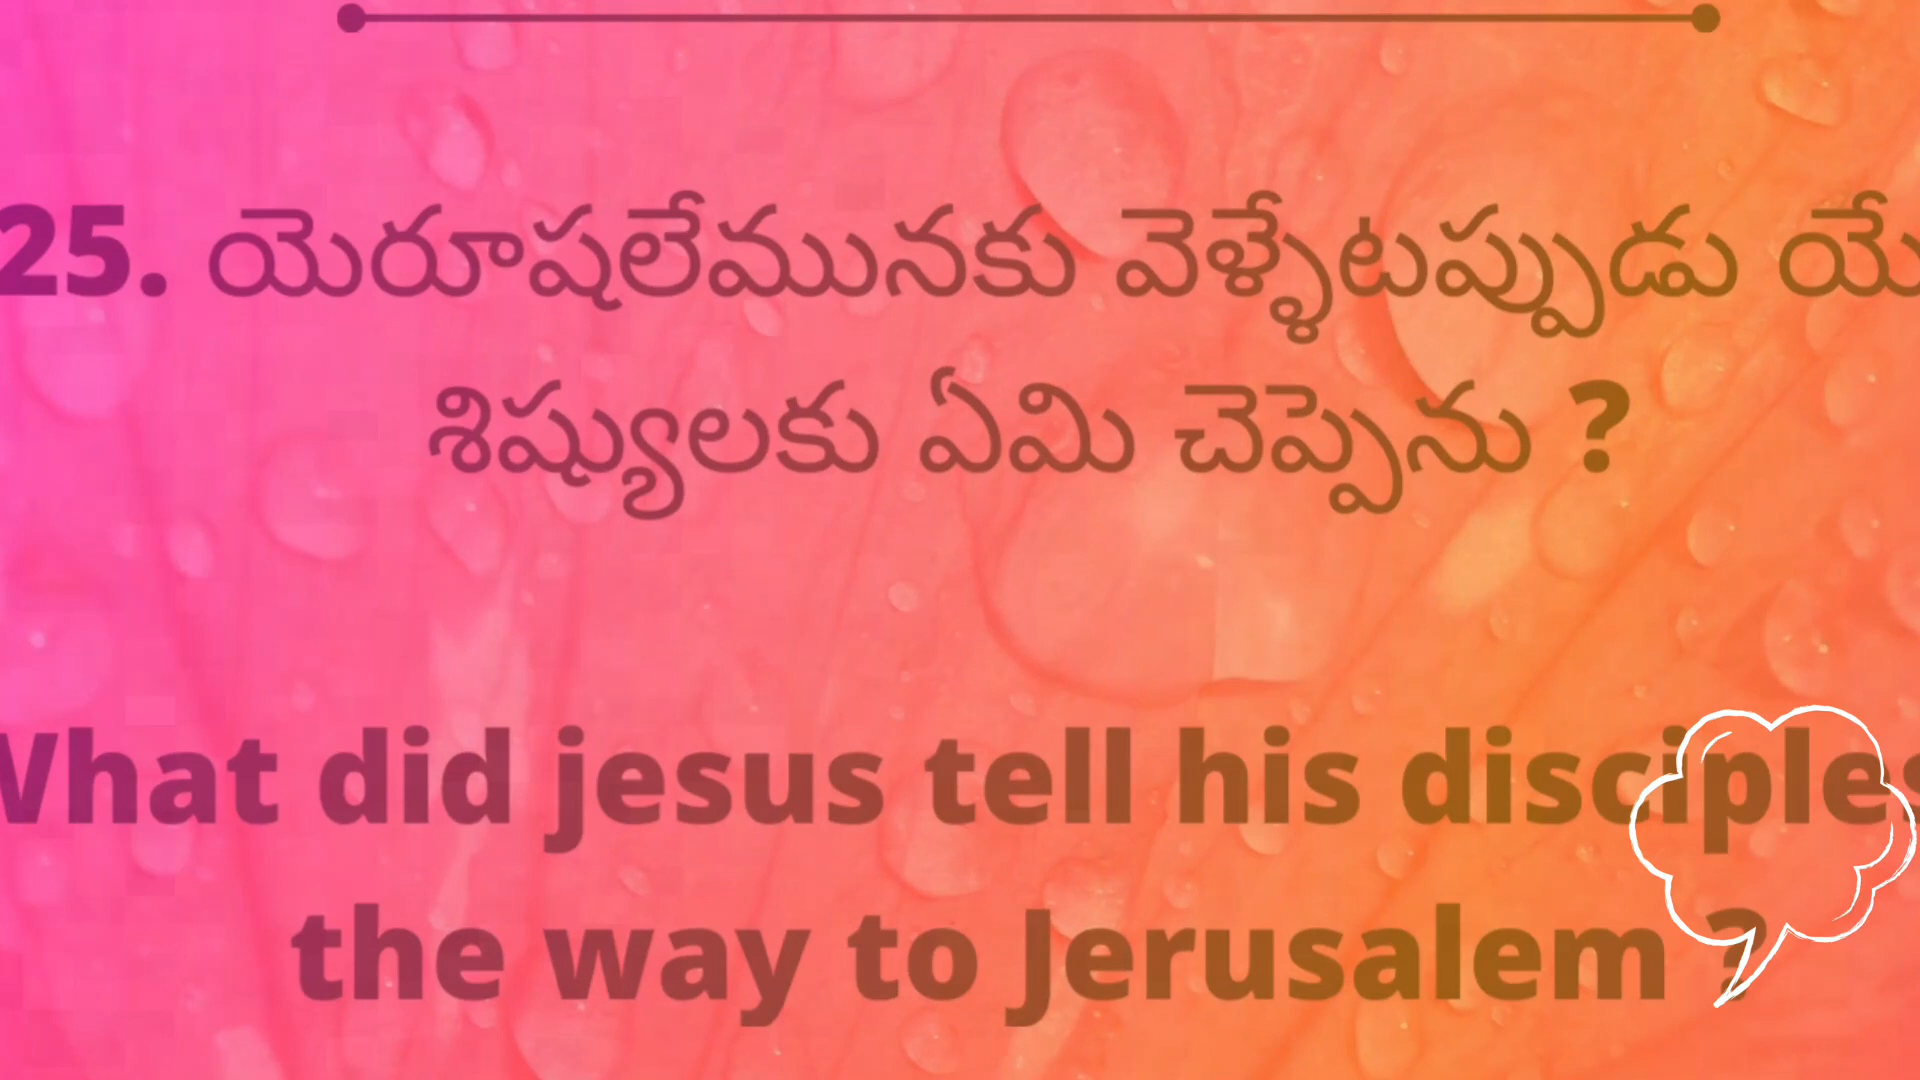 25. యెరూషలేమునకు వెళ్ళేటప్పుడు యే
శిష్యులకు ఏమి చెప్పెను ?
What did jesus tell his disciples
the way to Jerusalem ?